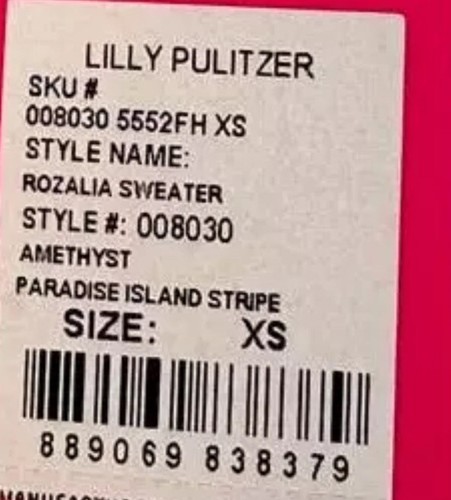 LILLY PULITZER
SKU #
008030 5552FH XS
STYLE NAME:
ROZALIA SWEATER
STYLE #: 008030
AMETHYST
PARADISE ISLAND STRIPE
SIZE: XS
889069 838379